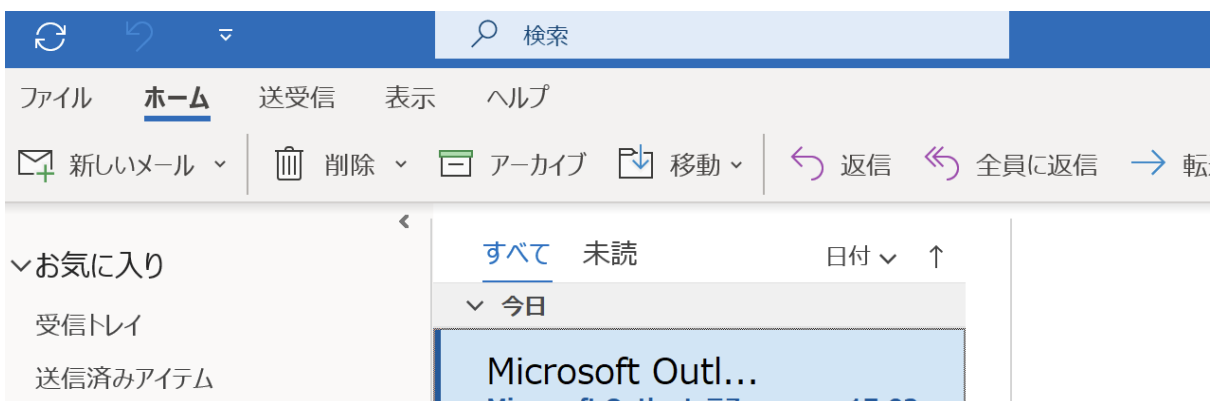 検索
ファイル ホーム 送受信 表示 ヘルプ
新しいメール 削除 アーカイブ 移動 返信 全員に返信
お気に入り
すべて 未読 日付
今日
受信トレイ
送信済みアイテム
Microsoft Outl...